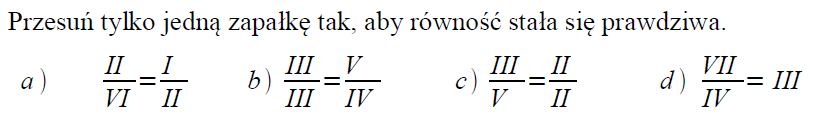 Przesuń tylko jedną zapałkę tak, aby równość stała się prawdziwa.
a) II/VI = I/II b) III/III = V/IV c) III/V = II/II d) VII/IV = III